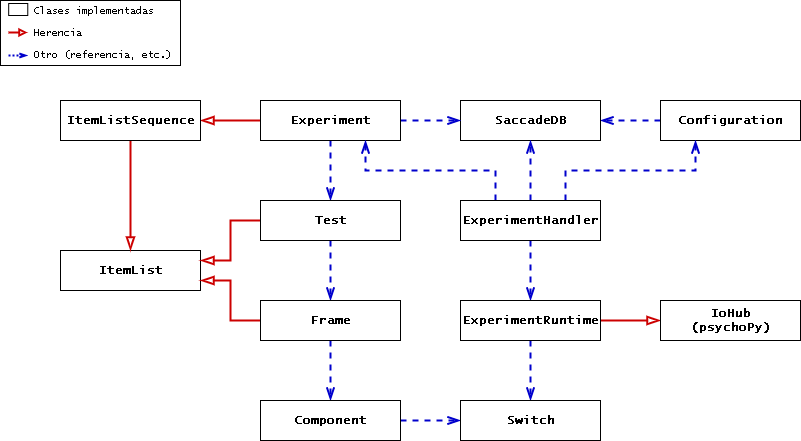 Clases implementadas
Herencia
Otro (referencia, etc.)
ItemListSequence
Experiment
SaccadeDB
Configuration
Test
ExperimentHandler
ItemList
Frame
ExperimentRuntime
IoHub
(psychoPy)
Component
Switch